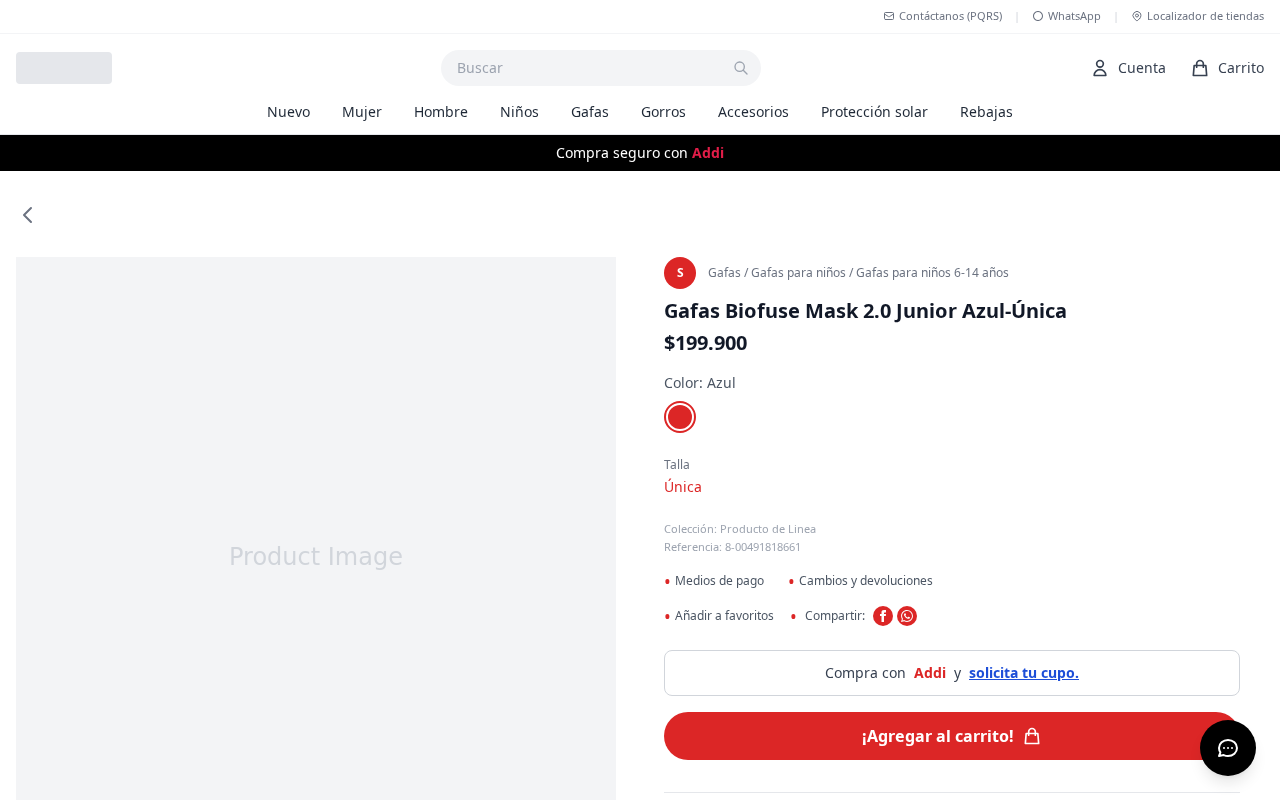 Contáctanos (PQRS) | WhatsApp | Localizador de tiendas
Buscar
Cuenta
Carrito
Nuevo Mujer Hombre Niños Gafas Gorros Accesorios Protección solar Rebajas
Compra seguro con Addi
S
Gafas / Gafas para niños / Gafas para niños 6-14 años
Gafas Biofuse Mask 2.0 Junior Azul-Única
$199.900
Color: Azul
Talla
Única
Colección: Producto de Linea
Referencia: 8-00491818661
• Medios de pago • Cambios y devoluciones
• Añadir a favoritos • Compartir:
Compra con Addi y solicita tu cupo.
¡Agregar al carrito!
Product Image